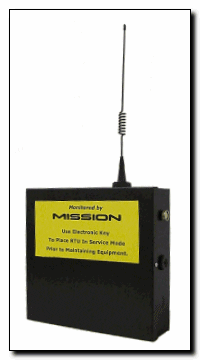 Monitored by
MISSION
Use Electronic Key
To Place RTU In Service Mode
Prior to Maintaining Equipment.